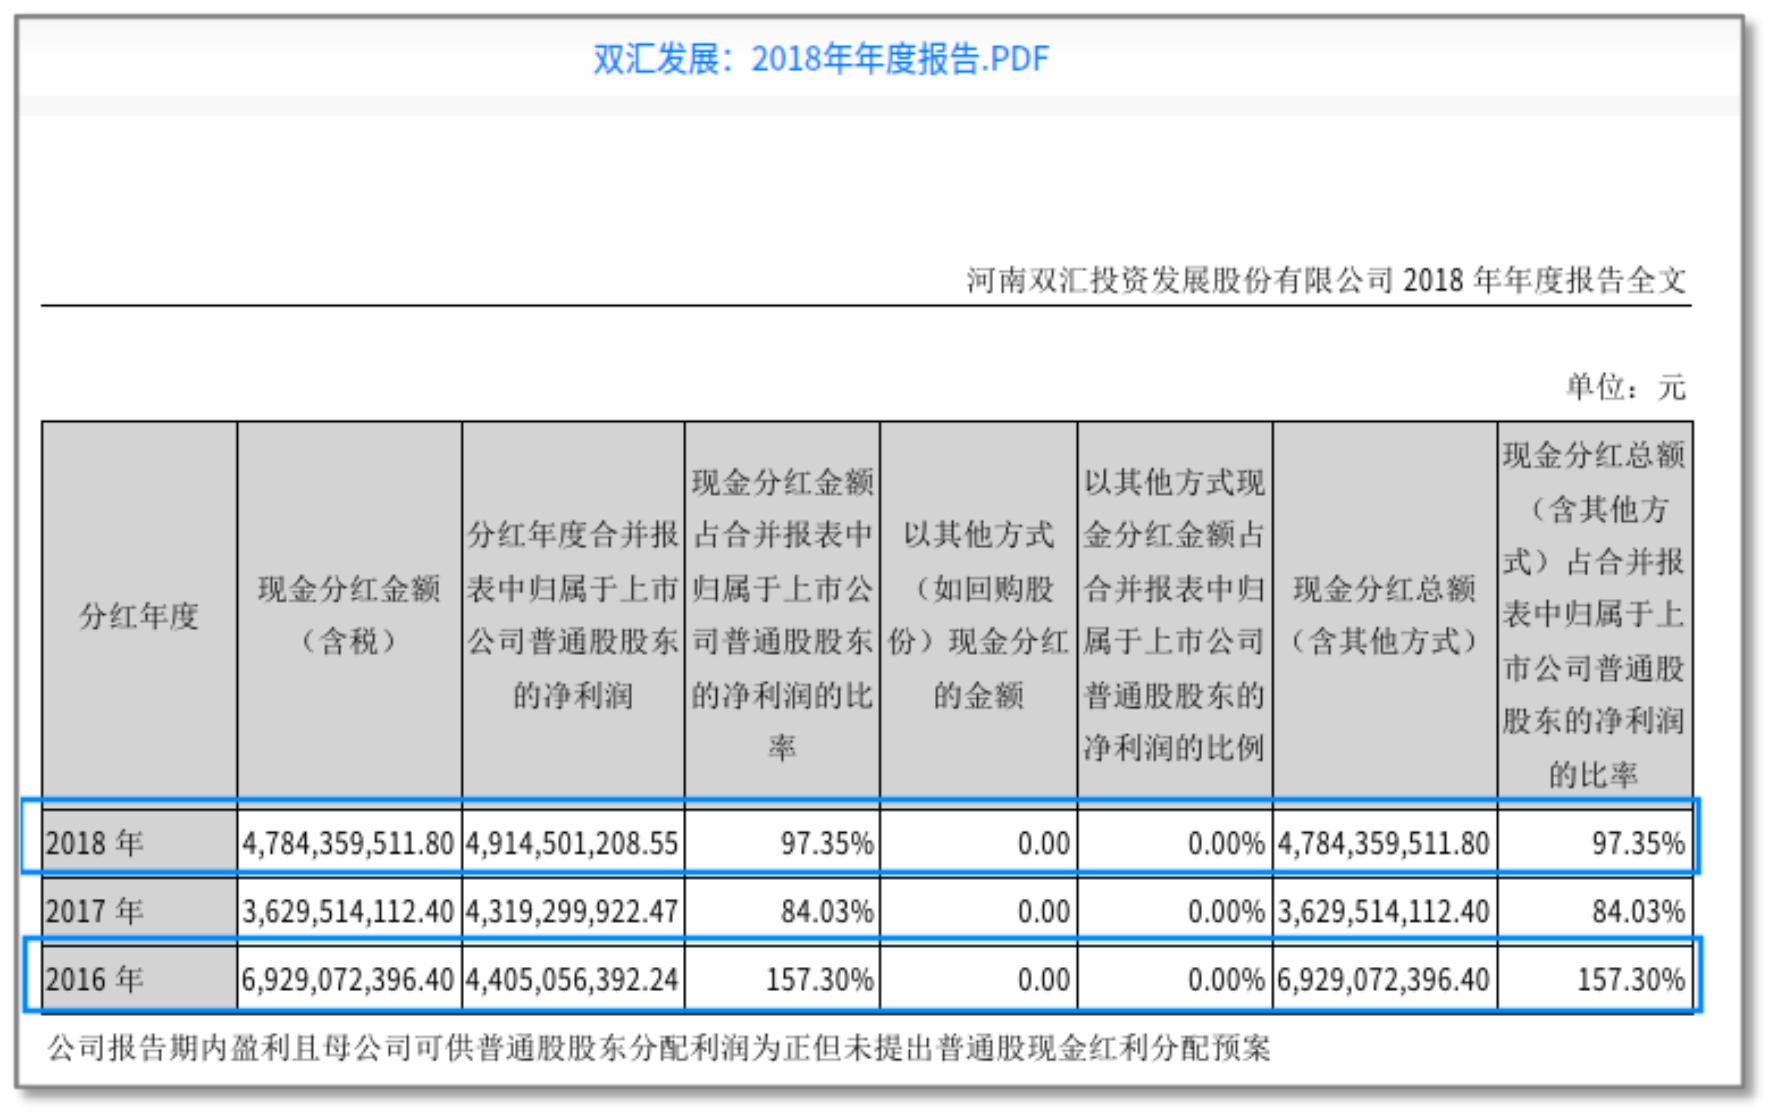 双汇发展：2018年年度报告.PDF
河南双汇投资发展股份有限公司 2018 年年度报告全文
单位：元
分红年度
现金分红金额
（含税）
分红年度合并报
表中归属于上市
公司普通股股东
的净利润
现金分红金额
占合并报表中
归属于上市公
司普通股股东
的净利润的比
率
以其他方式
（如回购股
份）现金分红
的金额
以其他方式现
金分红金额占
合并报表中归
属于上市公司
普通股股东的
净利润的比例
现金分红总额
（含其他方式）
现金分红总额
（含其他方
式）占合并报
表中归属于上
市公司普通股
股东的净利润
的比率
2018 年 4,784,359,511.80 4,914,501,208.55 97.35% 0.00 0.00% 4,784,359,511.80 97.35%
2017 年 3,629,514,112.40 4,319,299,922.47 84.03% 0.00 0.00% 3,629,514,112.40 84.03%
2016 年 6,929,072,396.40 4,405,056,392.24 157.30% 0.00 0.00% 6,929,072,396.40 157.30%
公司报告期内盈利且母公司可供普通股股东分配利润为正但未提出普通股现金红利分配预案